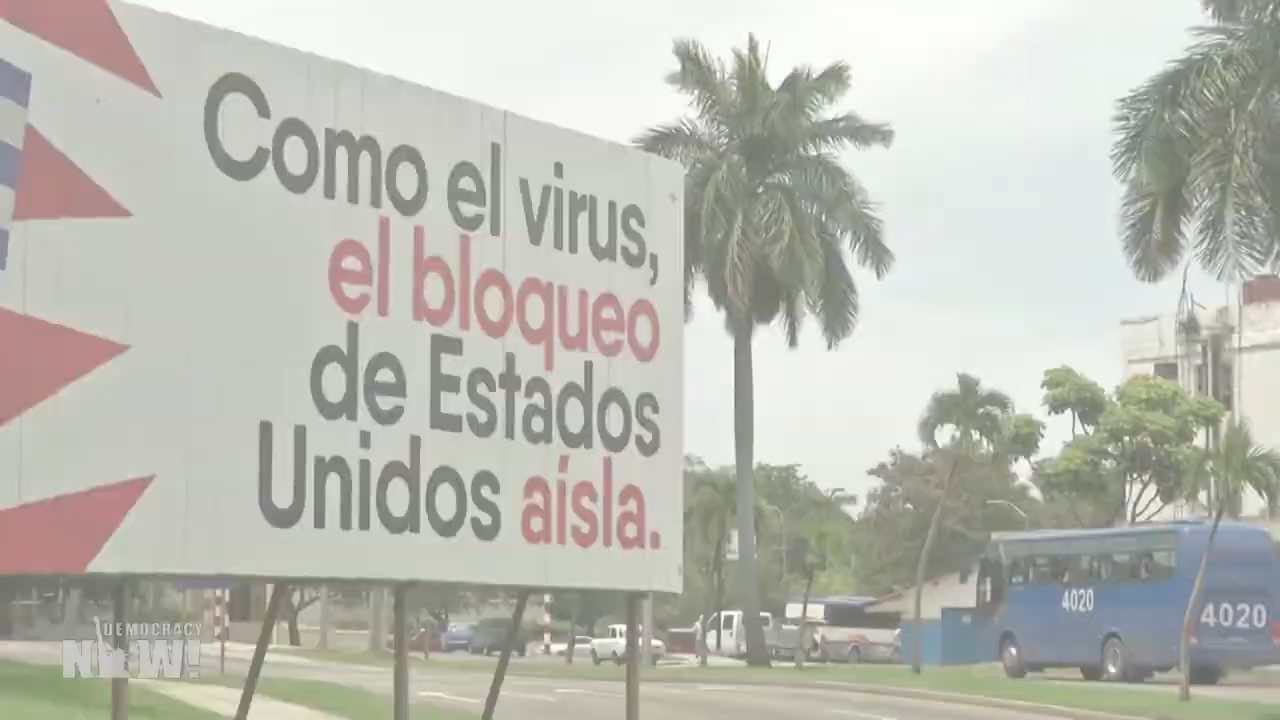 Como el virus,
el bloqueo
de Estados
Unidos aísla.
4020
4020
DEMOCRACY
NOW!